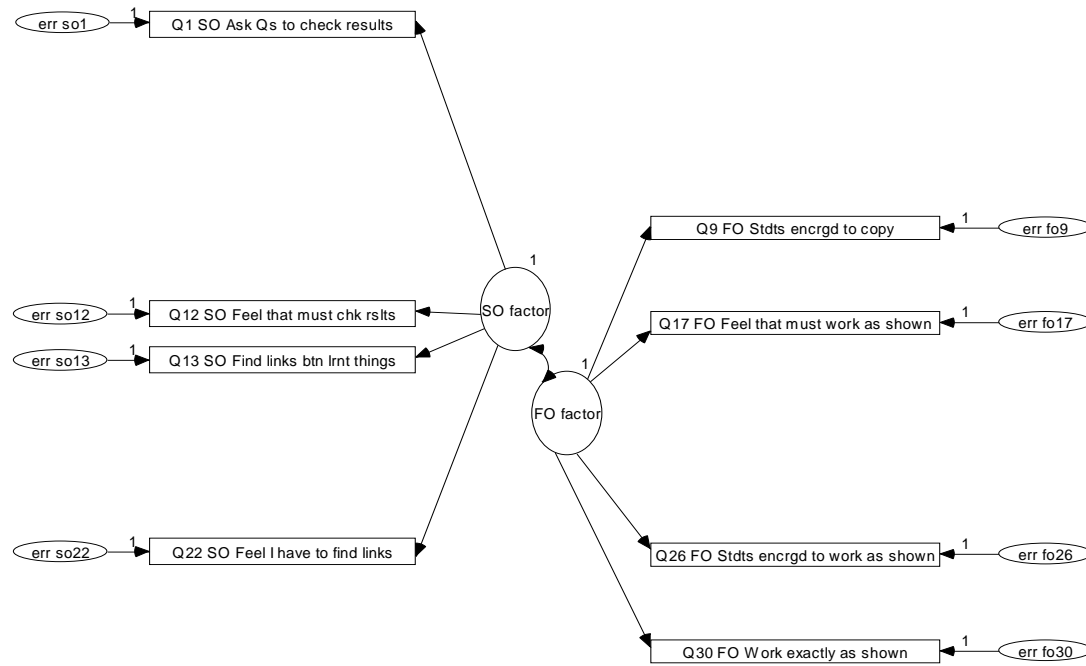 err so1
1
Q1 SO Ask Qs to check results
Q9 FO Stdts encrgd to copy
1
err fo9
1
SO factor
err so12
1
Q12 SO Feel that must chk rslts
Q17 FO Feel that must work as shown
1
err fo17
err so13
1
Q13 SO Find links btn lrnt things
1
FO factor
err so22
1
Q22 SO Feel I have to find links
Q26 FO Stdts encrgd to work as shown
1
err fo26
Q30 FO Work exactly as shown
1
err fo30